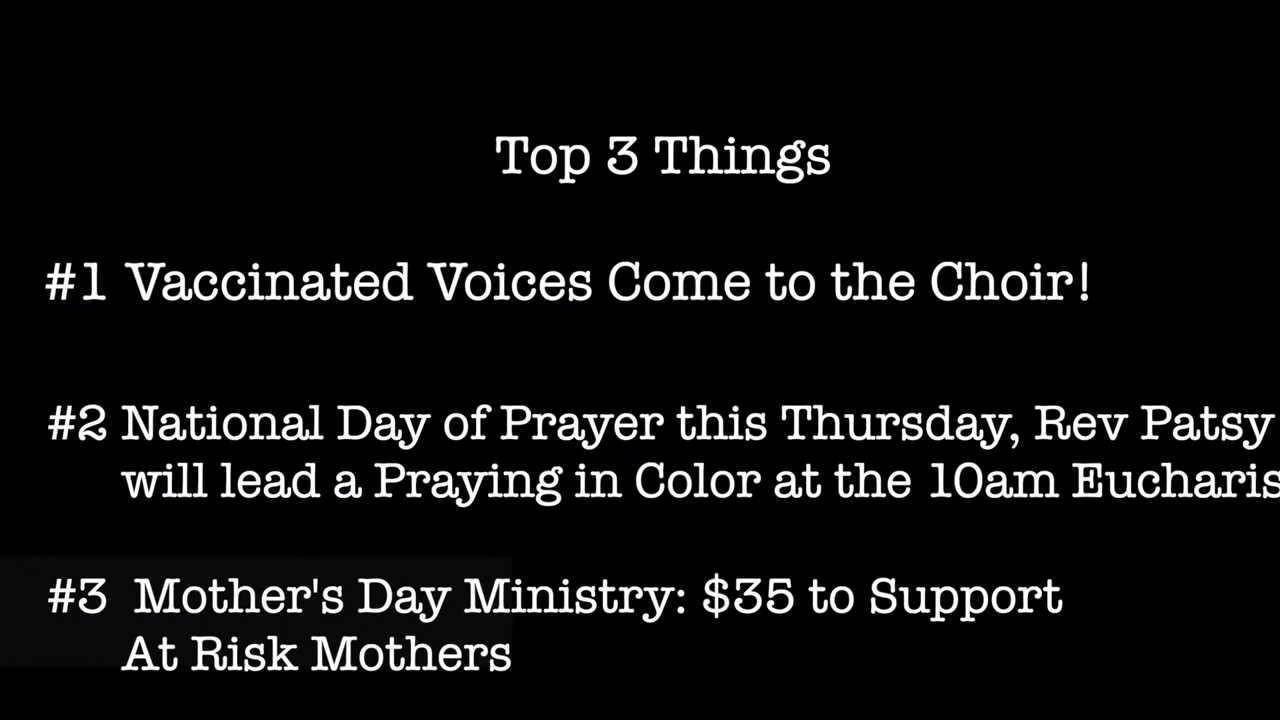 Top 3 Things
#1 Vaccinated Voices Come to the Choir!
#2 National Day of Prayer this Thursday, Rev Patsy
will lead a Praying in Color at the 10am Eucharis
#3 Mother's Day Ministry: $35 to Support
At Risk Mothers